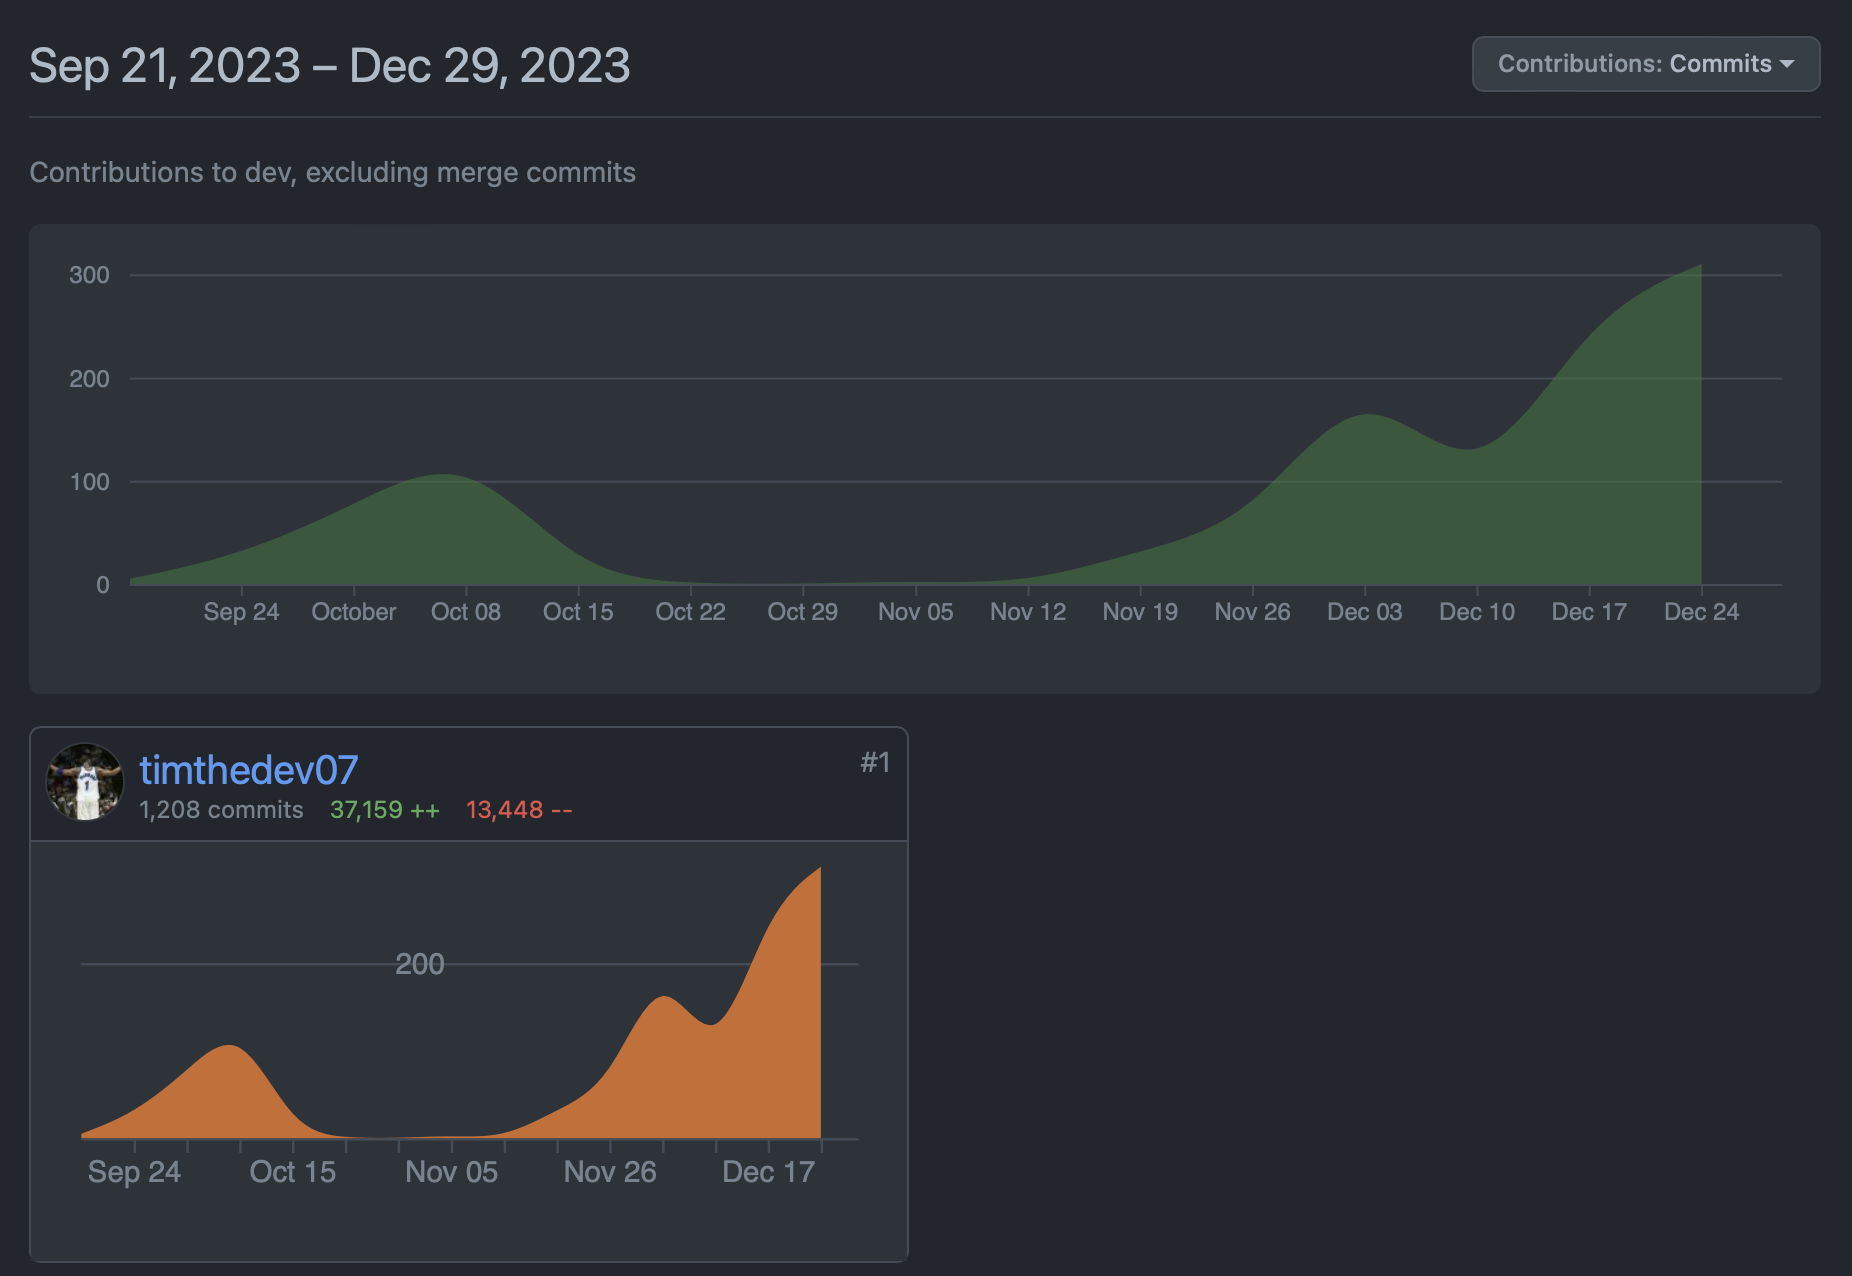 Sep 21, 2023 – Dec 29, 2023
Contributions: Commits
Contributions to dev, excluding merge commits
300
200
100
0
Sep 24 October Oct 08 Oct 15 Oct 22 Oct 29 Nov 05 Nov 12 Nov 19 Nov 26 Dec 03 Dec 10 Dec 17 Dec 24
timthedev07
#1
1,208 commits 37,159 ++ 13,448 --
200
Sep 24 Oct 15 Nov 05 Nov 26 Dec 17